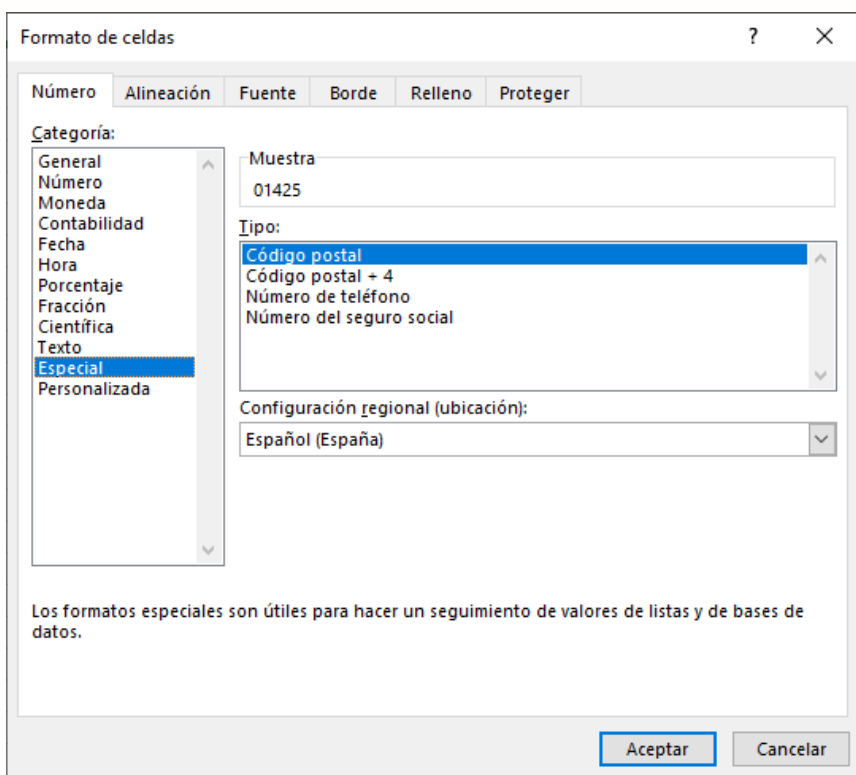 Formato de celdas
?
Número
Alineación
Fuente
Borde
Relleno
Proteger
Categoría:
General
Número
Moneda
Contabilidad
Fecha
Hora
Porcentaje
Fracción
Científica
Texto
Especial
Personalizada
Muestra
01425
Tipo:
Código postal
Código postal + 4
Número de teléfono
Número del seguro social
Configuración regional (ubicación):
Español (España)
Los formatos especiales son útiles para hacer un seguimiento de valores de listas y de bases de
datos.
Aceptar
Cancelar